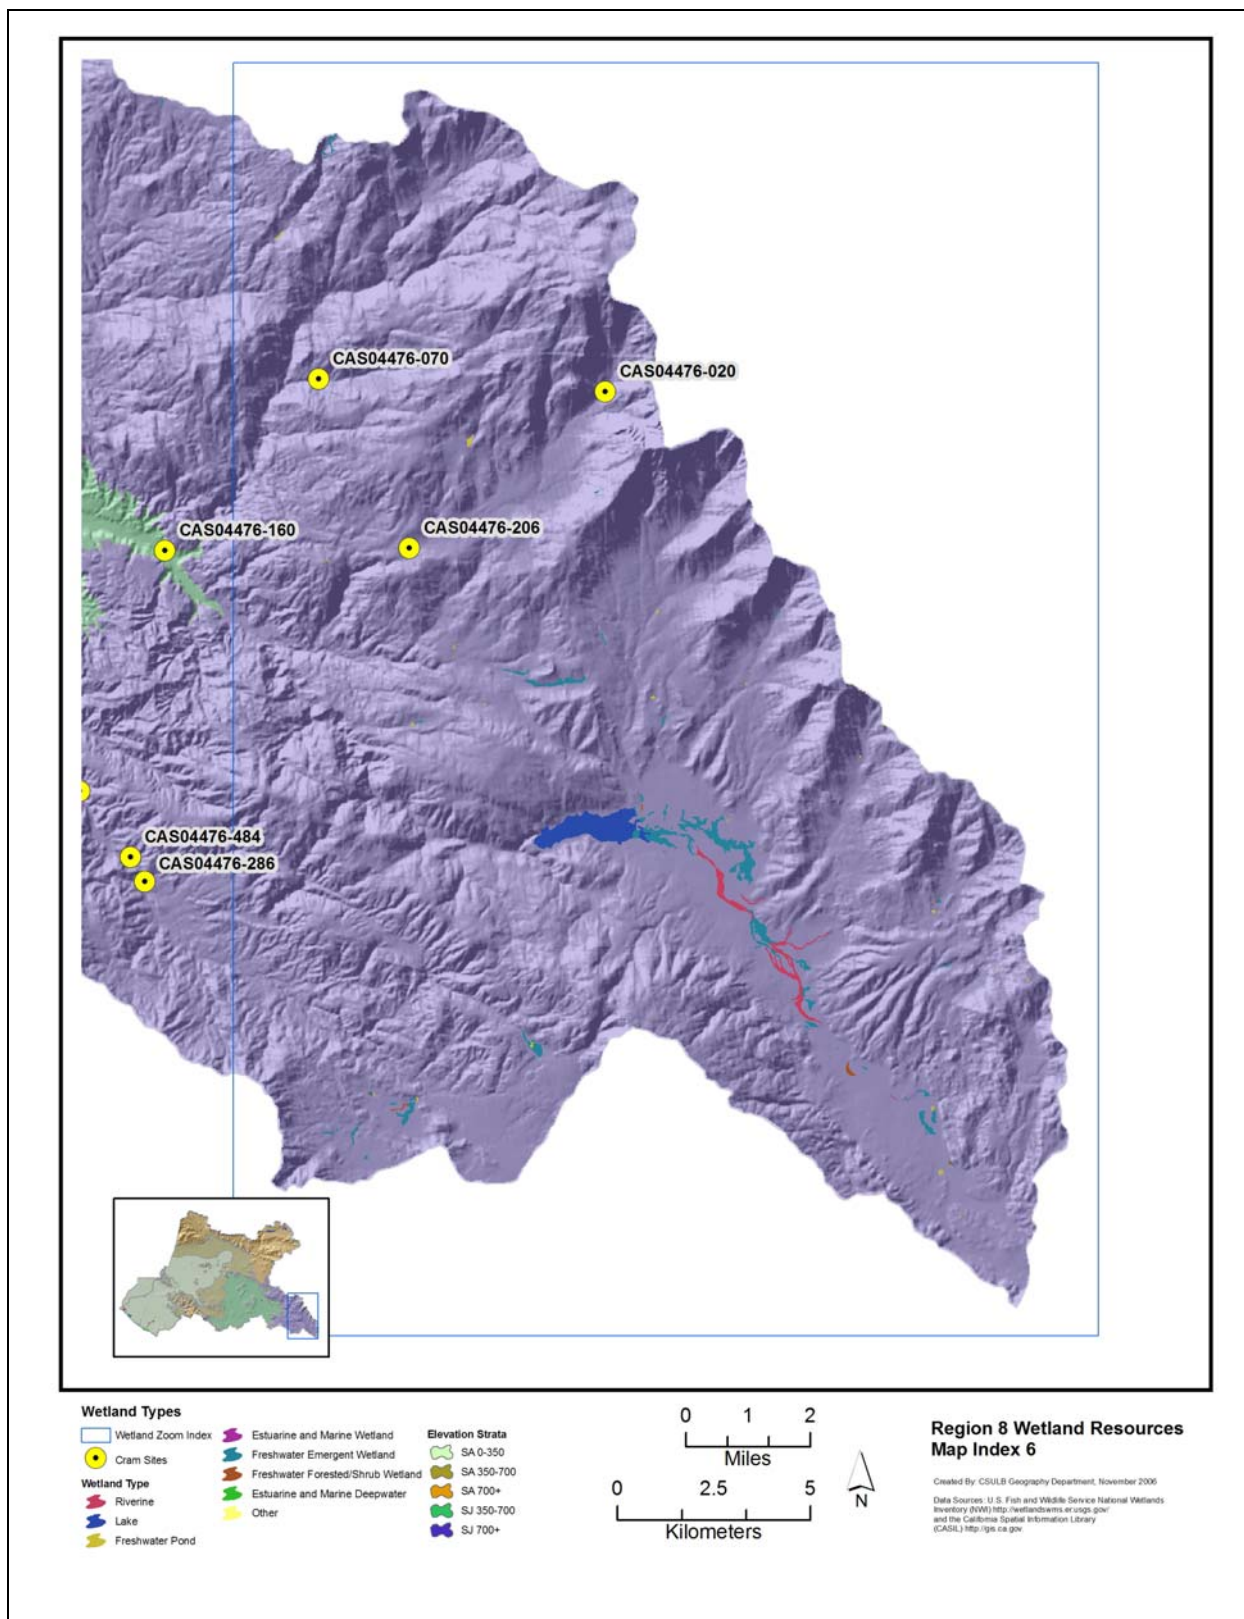 CAS04476-070
CAS04476-020
CAS04476-160
CAS04476-206
CAS04476-484
CAS04476-286
Wetland Types
Wetland Zoom Index
Cram Sites
Wetland Type
Riverine
Lake
Freshwater Pond
Estuarine and Marine Wetland
Freshwater Emergent Wetland
Freshwater Forested/Shrub Wetland
Estuarine and Marine Deepwater
Other
Elevation Strata
SA 0-350
SA 350-700
SA 700+
SJ 350-700
SJ 700+
0 1 2
Miles
0 2.5 5
Kilometers
N
Region 8 Wetland Resources
Map Index 6
Created By: CSULB Geography Department, November 2006
Data Sources: U.S. Fish and Wildlife Service National Wetlands
Inventory (NWI) http://wetlandswms.er.usgs.gov/
and the California Spatial Information Library
(CASIL) http://gis.ca.gov